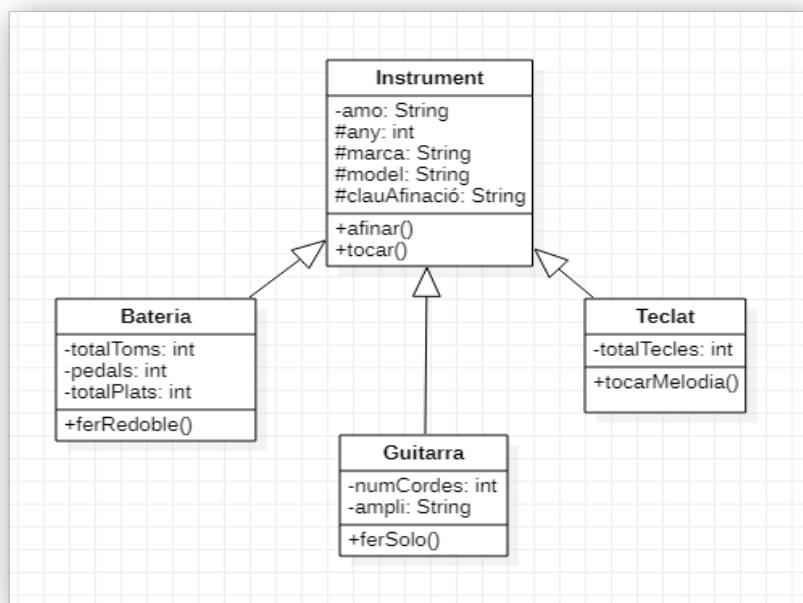 Instrument
-amo: String
#any: int
#marca: String
#model: String
#clauAfinació: String
+afinar()
+tocar()
Bateria
-totalToms: int
-pedals: int
-totalPlats: int
+ferRedoble()
Guitarra
-numCordes: int
-ampli: String
+ferSolo()
Teclat
-totalTecles: int
+tocarMelodia()